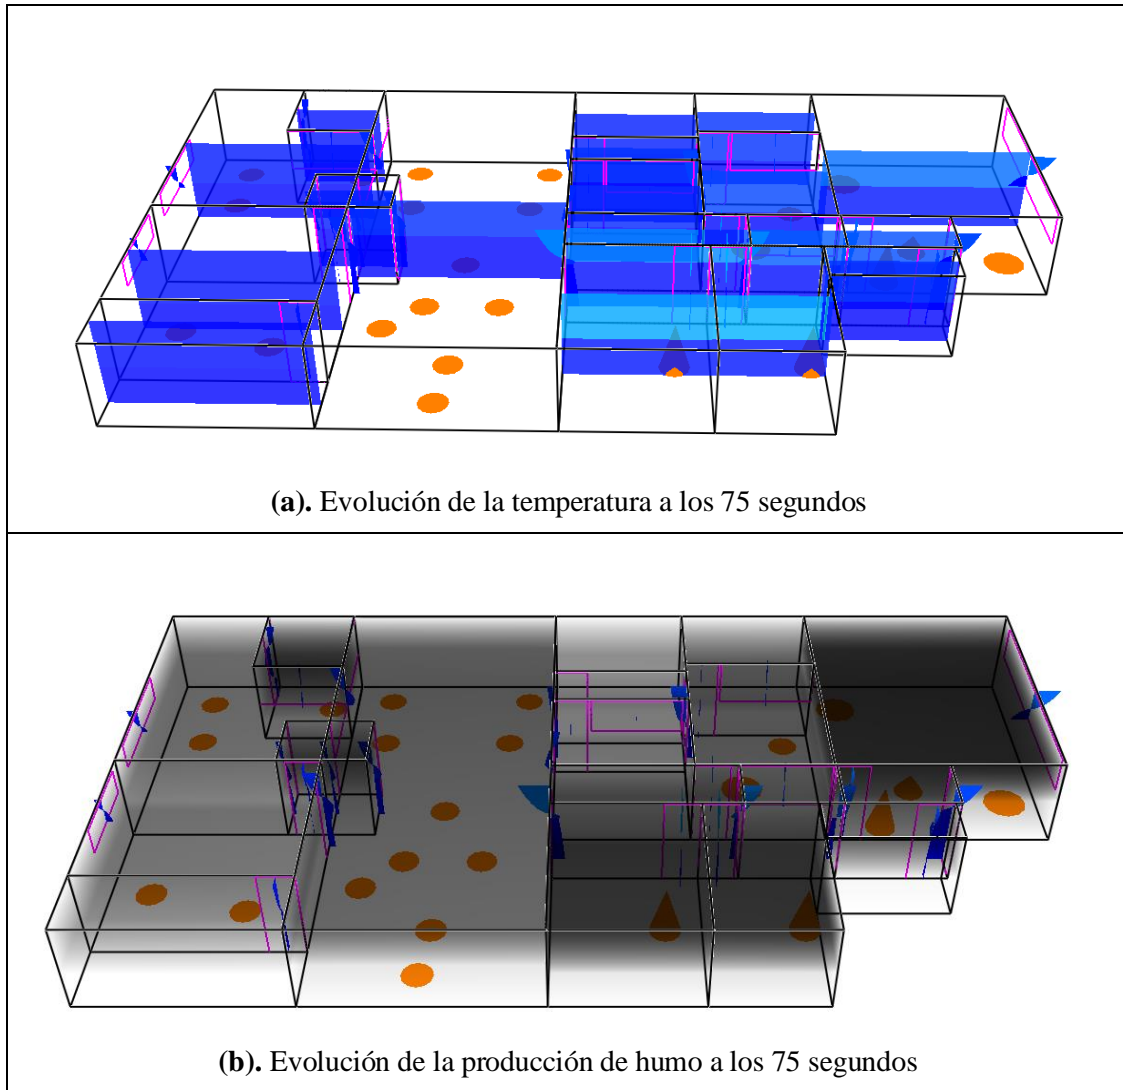 (a). Evolución de la temperatura a los 75 segundos
(b). Evolución de la producción de humo a los 75 segundos